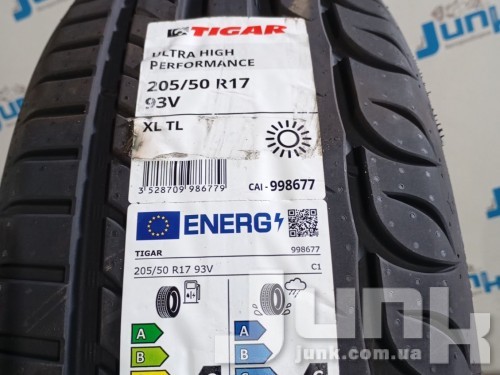 TIGAR
ULTRA HIGH
PERFORMANCE
205/50 R17
93V
XL TL
3 528709 986779
CAI - 998677
ENERG
TIGAR 998677
205/50 R17 93V C1
A A
B B
junk
junk.com.ua